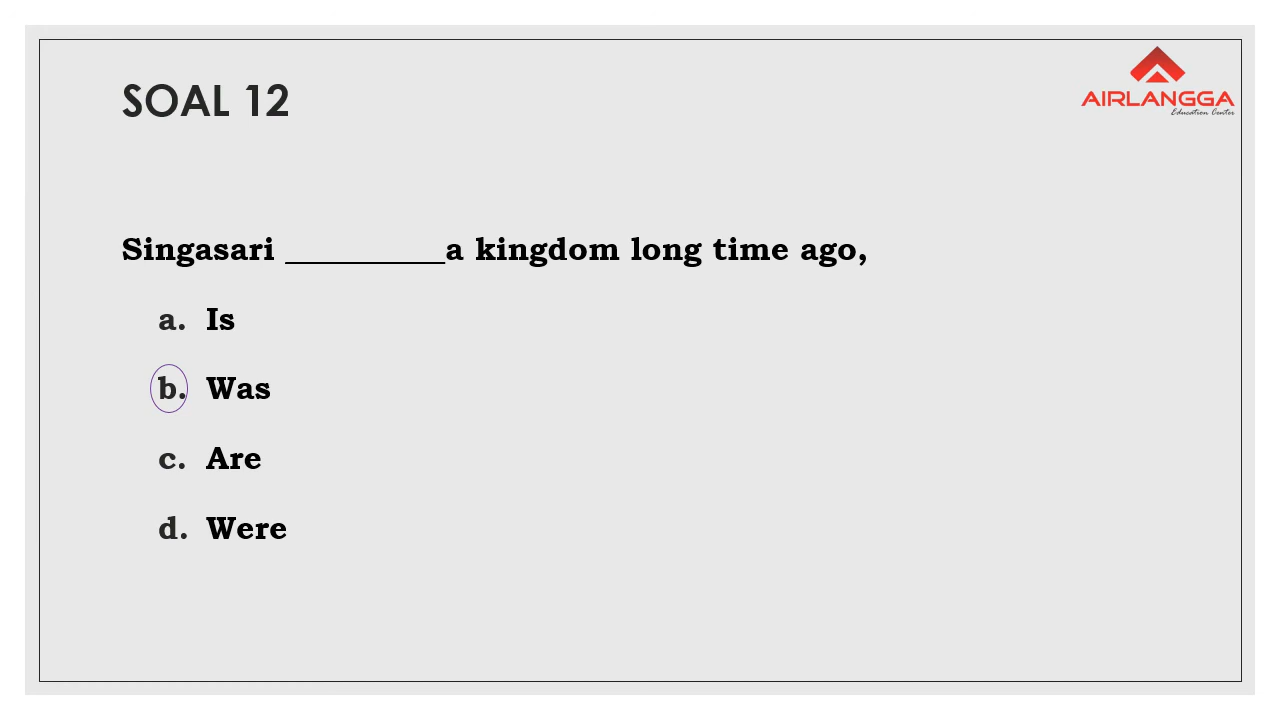 SOAL 12
AIRLANGGA
Education Center
Singasari __________a kingdom long time ago,
a. Is
b. Was
c. Are
d. Were